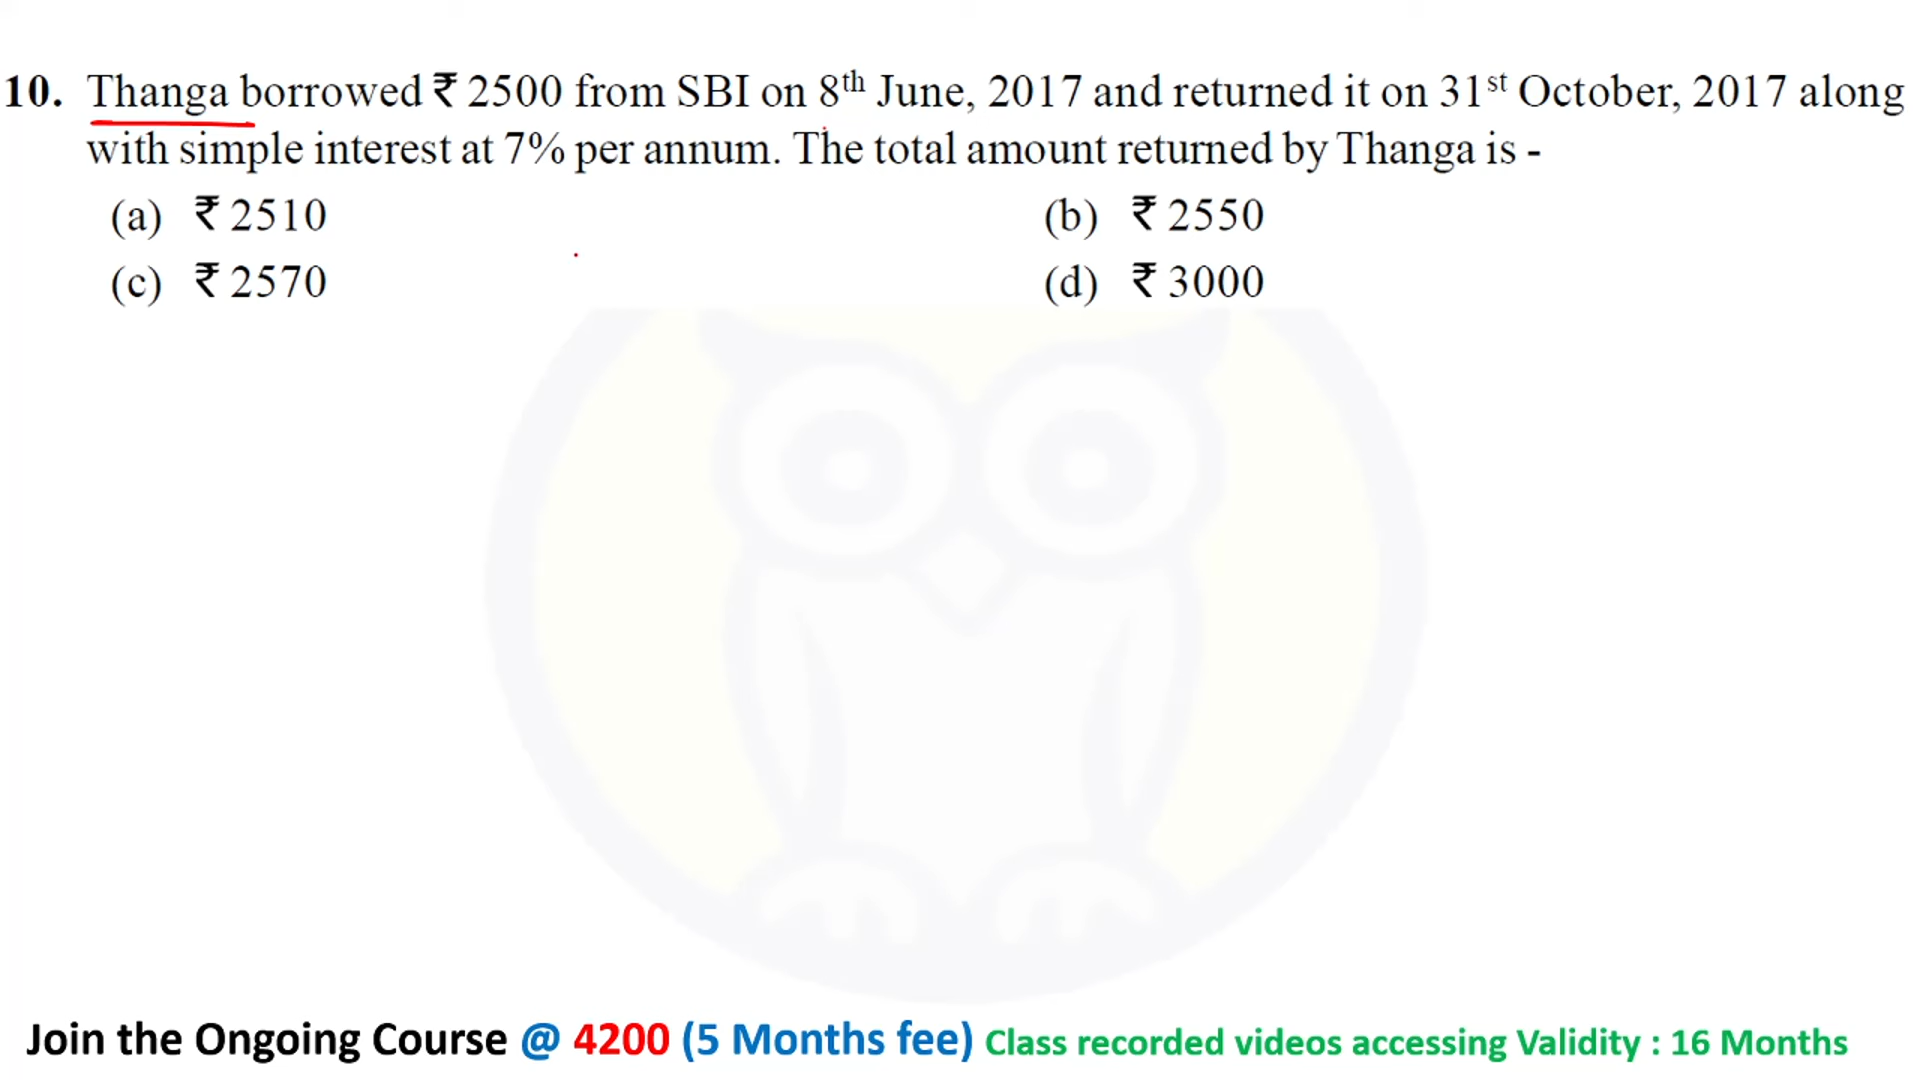 10. Thanga borrowed ₹ 2500 from SBI on 8th June, 2017 and returned it on 31st October, 2017 along
with simple interest at 7% per annum. The total amount returned by Thanga is -
(a) ₹ 2510 (b) ₹ 2550
(c) ₹ 2570 (d) ₹ 3000
Join the Ongoing Course @ 4200 (5 Months fee) Class recorded videos accessing Validity : 16 Months